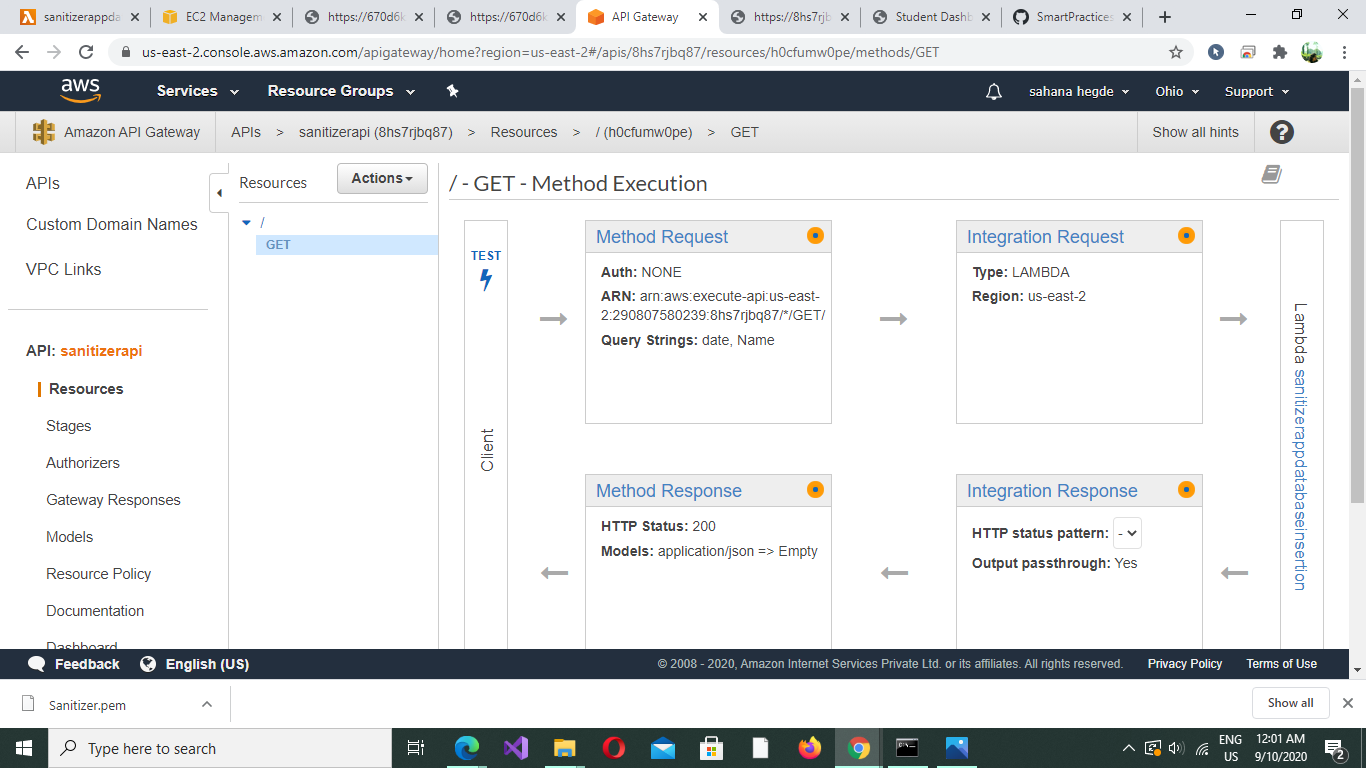 sanitizerappda
EC2 Managem
https://670d6k
https://670d6k
API Gateway
https://8hs7rjb
Student Dashb
SmartPractices
us-east-2.console.aws.amazon.com/apigateway/home?region=us-east-2#/apis/8hs7rjbq87/resources/h0cfumw0pe/methods/GET
aws
Services
Resource Groups
sahana hegde
Ohio
Support
Amazon API Gateway
APIs > sanitizerapi (8hs7rjbq87) > Resources > / (h0cfumw0pe) > GET
Show all hints
?
APIs
Custom Domain Names
VPC Links
API: sanitizerapi
Resources
Stages
Authorizers
Gateway Responses
Models
Resource Policy
Documentation
Dashboard
Resources
Actions
/
GET
/ - GET - Method Execution
TEST
Client
Method Request
Auth: NONE
ARN: arn:aws:execute-api:us-east-
2:290807580239:8hs7rjbq87/*/GET/
Query Strings: date, Name
Integration Request
Type: LAMBDA
Region: us-east-2
Lambda sanitizerappdatabaseinsertion
Method Response
HTTP Status: 200
Models: application/json => Empty
Integration Response
HTTP status pattern: -
Output passthrough: Yes
Feedback
English (US)
© 2008 - 2020, Amazon Internet Services Private Ltd. or its affiliates. All rights reserved.
Privacy Policy
Terms of Use
Sanitizer.pem
Show all
Type here to search
ENG
US
12:01 AM
9/10/2020
2